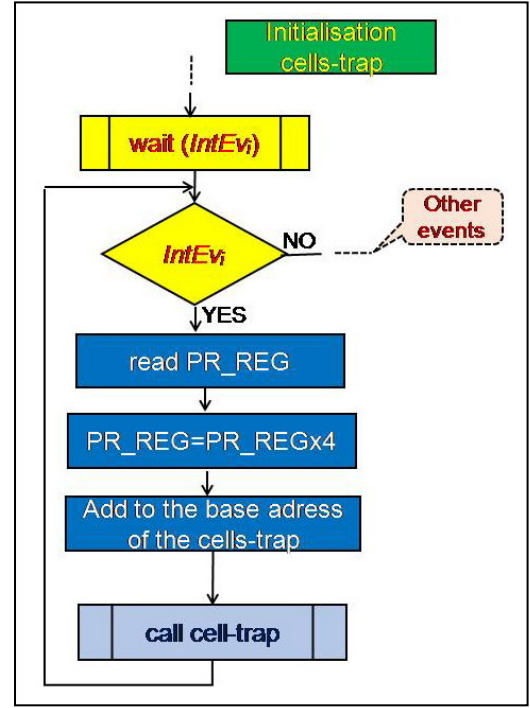 Initialisation
cells-trap
wait (IntEvi)
IntEvi
NO
Other
events
YES
read PR_REG
PR_REG=PR_REGx4
Add to the base adress
of the cells-trap
call cell-trap